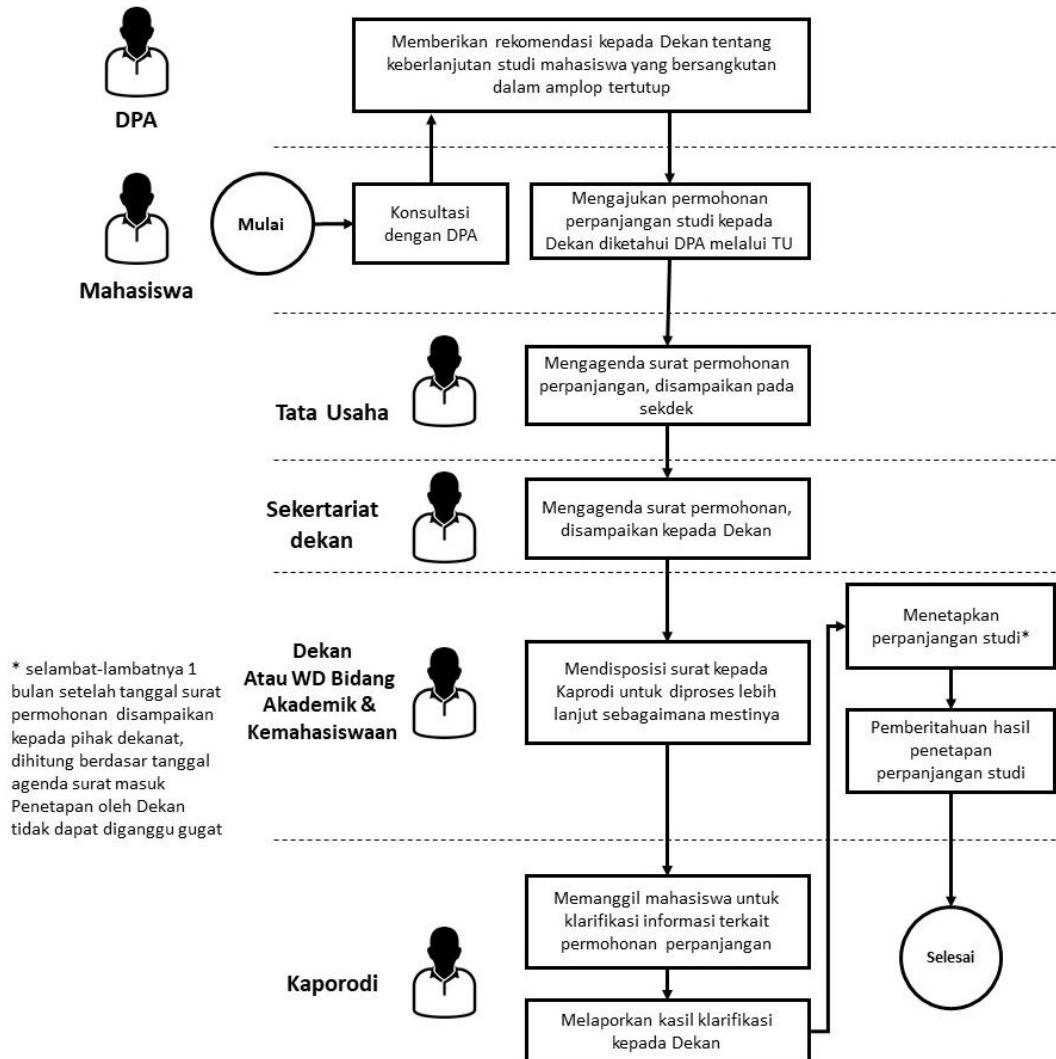 Memberikan rekomendasi kepada Dekan tentang
keberlanjutan studi mahasiswa yang bersangkutan
dalam amplop tertutup
DPA
Mulai
Konsultasi
dengan DPA
Mengajukan permohonan
perpanjangan studi kepada
Dekan diketahui DPA melalui TU
Mahasiswa
Mengagenda surat permohonan
perpanjangan, disampaikan pada
sekdek
Tata Usaha
Sekertariat
dekan
Mengagenda surat permohonan,
disampaikan kepada Dekan
Dekan
Atau WD Bidang
Akademik &
Kemahasiswaan
Mendisposisi surat kepada
Kaprodi untuk diproses lebih
lanjut sebagaimana mestinya
Menetapkan
perpanjangan studi*
Pemberitahuan hasil
penetapan
perpanjangan studi
* selambat-lambatnya 1
bulan setelah tanggal surat
permohonan disampaikan
kepada pihak dekanat,
dihitung berdasar tanggal
agenda surat masuk
Penetapan oleh Dekan
tidak dapat diganggu gugat
Memanggil mahasiswa untuk
klarifikasi informasi terkait
permohonan perpanjangan
Kaporodi
Melaporkan kasil klarifikasi
kepada Dekan
Selesai